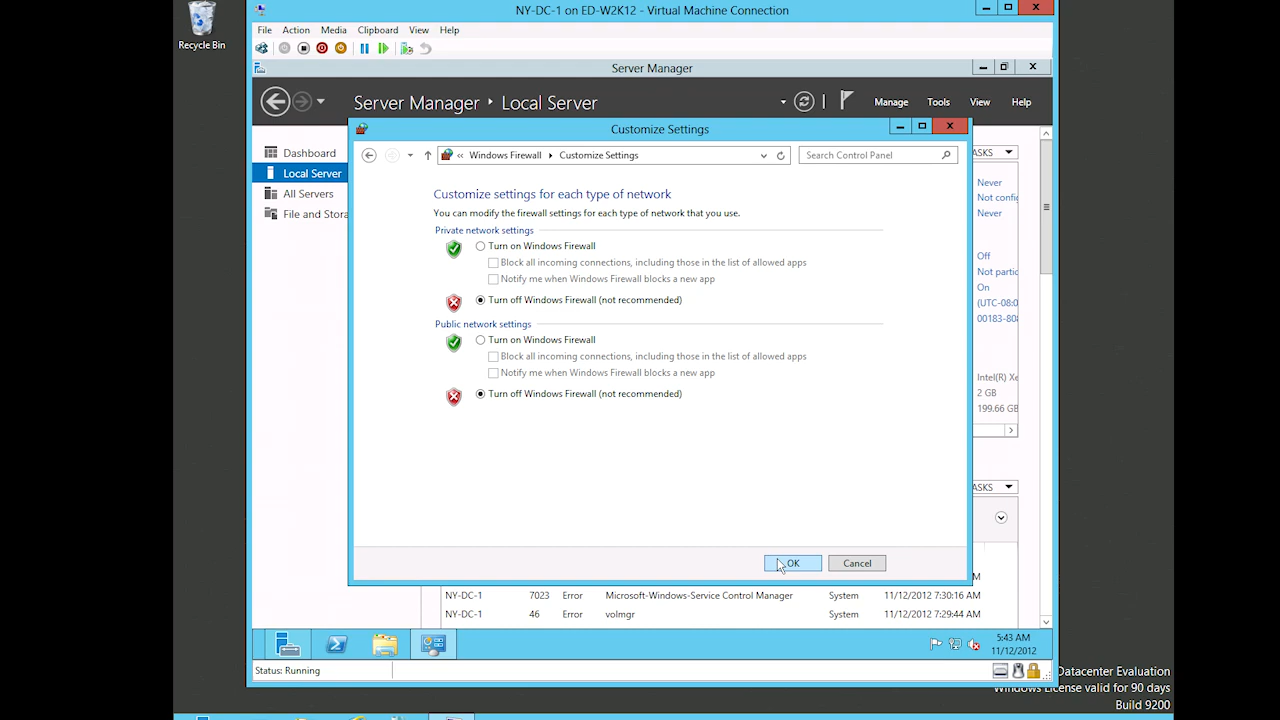 Recycle Bin
NY-DC-1 on ED-W2K12 - Virtual Machine Connection
File Action Media Clipboard View Help
Server Manager
Server Manager ‣ Local Server
Manage Tools View Help
Dashboard
Local Server
All Servers
File and Stora
Customize Settings
« Windows Firewall ▸ Customize Settings
Search Control Panel
Customize settings for each type of network
You can modify the firewall settings for each type of network that you use.
Private network settings
Turn on Windows Firewall
Block all incoming connections, including those in the list of allowed apps
Notify me when Windows Firewall blocks a new app
Turn off Windows Firewall (not recommended)
Public network settings
Turn on Windows Firewall
Block all incoming connections, including those in the list of allowed apps
Notify me when Windows Firewall blocks a new app
Turn off Windows Firewall (not recommended)
OK Cancel
ASKS
Never
Not config
Never
Off
Not partic
On
(UTC-08:0
00183-808
Intel(R) Xe
2 GB
199.66 GB
ASKS
M
NY-DC-1 7023 Error Microsoft-Windows-Service Control Manager System 11/12/2012 7:30:16 AM
NY-DC-1 46 Error volmgr System 11/12/2012 7:29:44 AM
5:43 AM
11/12/2012
Status: Running
Datacenter Evaluation
Windows License valid for 90 days
Build 9200